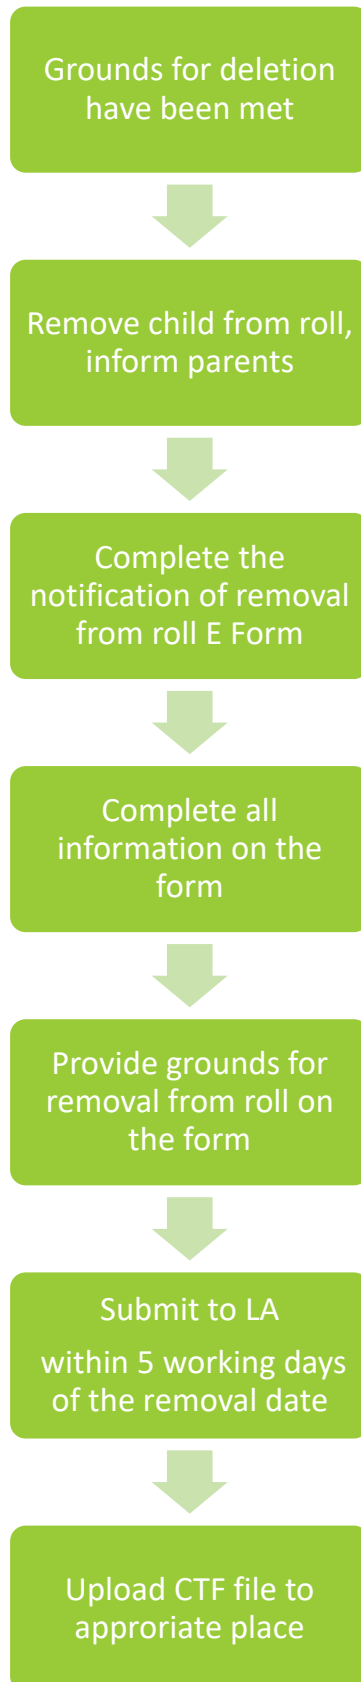 Grounds for deletion
have been met
Remove child from roll,
inform parents
Complete the
notification of removal
from roll E Form
Complete all
information on the
form
Provide grounds for
removal from roll on
the form
Submit to LA
within 5 working days
of the removal date
Upload CTF file to
approriate place